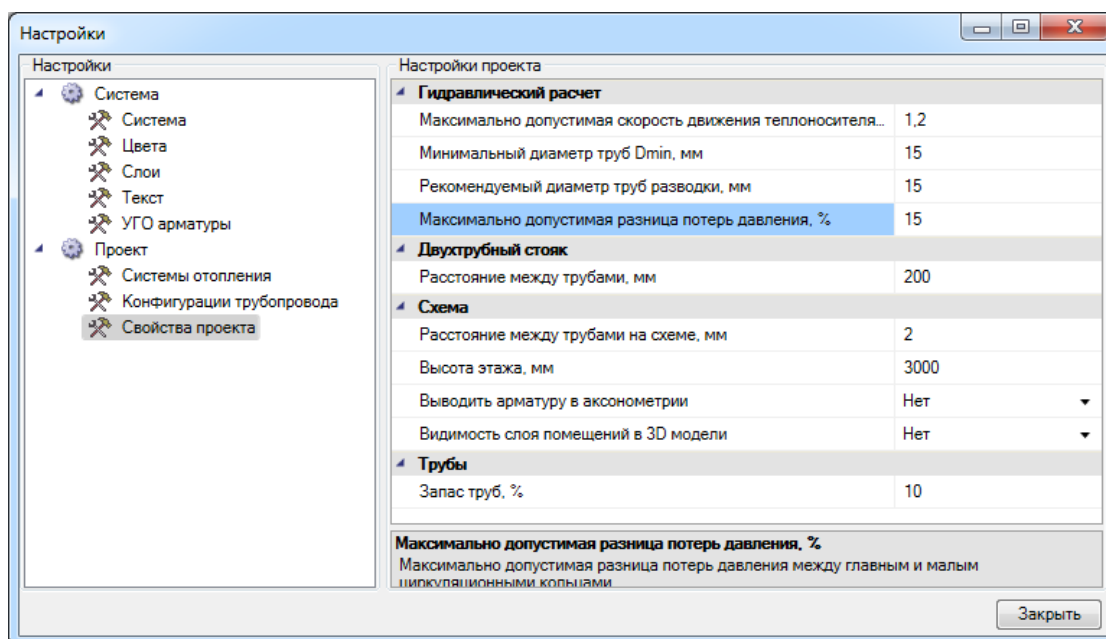 Настройки
Настройки
Система
Система
Цвета
Слои
Текст
УГО арматуры
Проект
Системы отопления
Конфигурации трубопровода
Свойства проекта
Настройки проекта
Гидравлический расчет
Максимально допустимая скорость движения теплоносителя... 1,2
Минимальный диаметр труб Dmin, мм 15
Рекомендуемый диаметр труб разводки, мм 15
Максимально допустимая разница потерь давления, % 15
Двухтрубный стояк
Расстояние между трубами, мм 200
Схема
Расстояние между трубами на схеме, мм 2
Высота этажа, мм 3000
Выводить арматуру в аксонометрии Нет
Видимость слоя помещений в 3D модели Нет
Трубы
Запас труб, % 10
Максимально допустимая разница потерь давления, %
Максимально допустимая разница потерь давления между главным и малым
циркуляционными кольцами
Закрыть